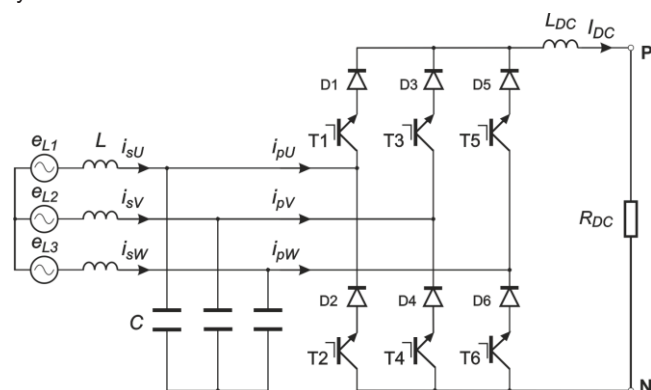 L_DC I_DC
P
D1 D3 D5
T1 T3 T5
e_L1 L i_sU i_pU
e_L2 i_sV i_pV
e_L3 i_sW i_pW
R_DC
C
D2 D4 D6
T2 T4 T6
N